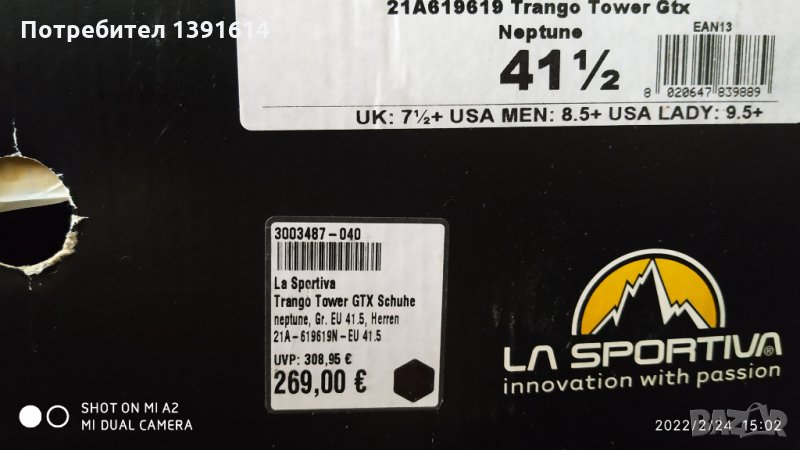 Потребител 1391614
21A619619 Trango Tower Gtx
Neptune
EAN13
41½
8 020647 839889
UK: 7½+ USA MEN: 8.5+ USA LADY: 9.5+
3003487-040
La Sportiva
Trango Tower GTX Schuhe
neptune, Gr. EU 41.5, Herren
21A-619619N-EU 41.5
UVP: 308,95 €
269,00 €
LA SPORTIVA®
innovation with passion
SHOT ON MI A2
MI DUAL CAMERA
2022/2/24 15:02
BAZAR